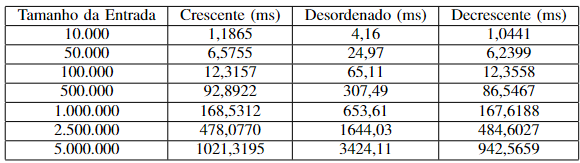 Tamanho da Entrada Crescente (ms) Desordenado (ms) Decrescente (ms)
10.000 1,1865 4,16 1,0441
50.000 6,5755 24,97 6,2399
100.000 12,3157 65,11 12,3558
500.000 92,8922 307,49 86,5467
1.000.000 168,5312 653,61 167,6188
2.500.000 478,0770 1644,03 484,6027
5.000.000 1021,3195 3424,11 942,5659